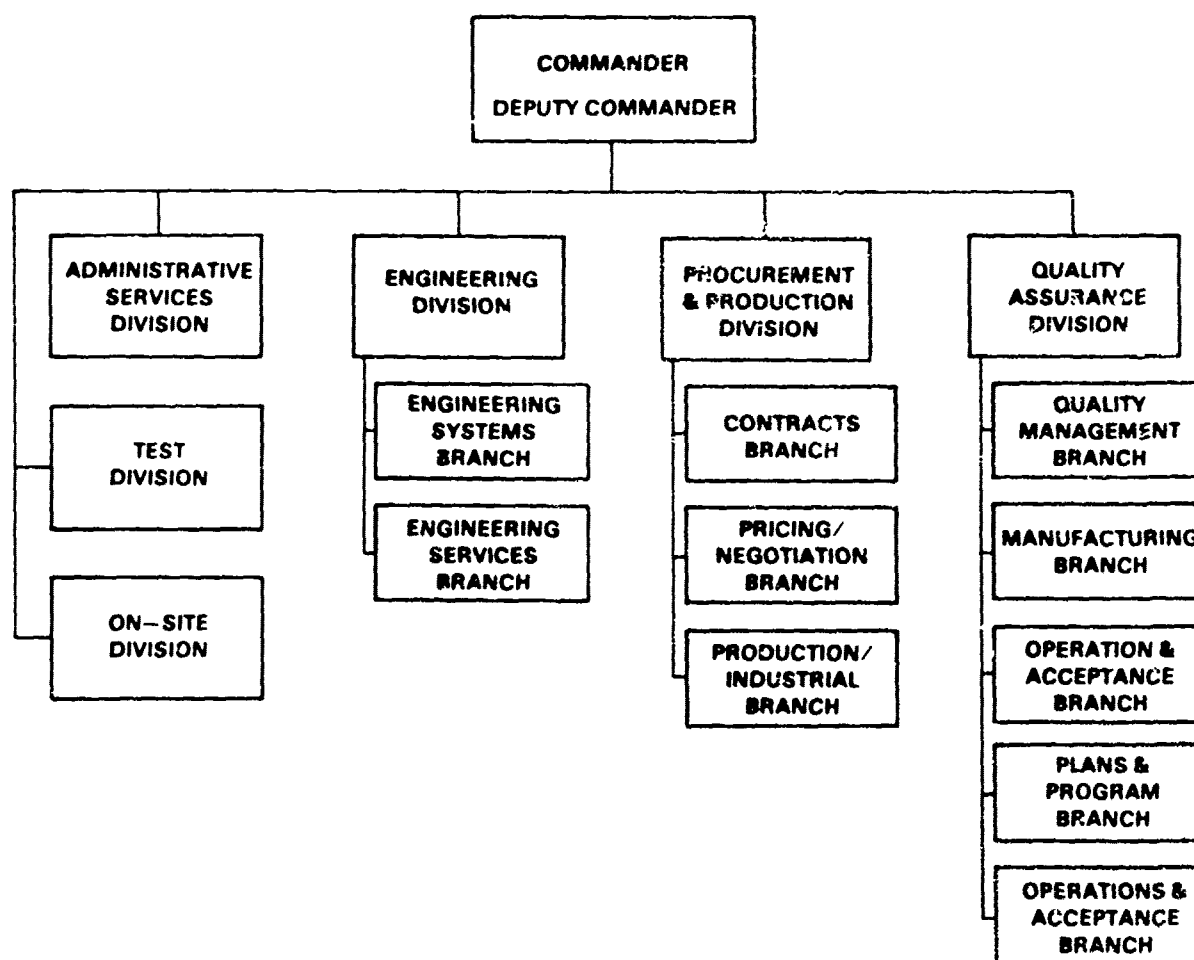 COMMANDER
DEPUTY COMMANDER
ADMINISTRATIVE
SERVICES
DIVISION
TEST
DIVISION
ON-SITE
DIVISION
ENGINEERING
DIVISION
ENGINEERING
SYSTEMS
BRANCH
ENGINEERING
SERVICES
BRANCH
PROCUREMENT
& PRODUCTION
DIVISION
CONTRACTS
BRANCH
PRICING/
NEGOTIATION
BRANCH
PRODUCTION/
INDUSTRIAL
BRANCH
QUALITY
ASSURANCE
DIVISION
QUALITY
MANAGEMENT
BRANCH
MANUFACTURING
BRANCH
OPERATION &
ACCEPTANCE
BRANCH
PLANS &
PROGRAM
BRANCH
OPERATIONS &
ACCEPTANCE
BRANCH